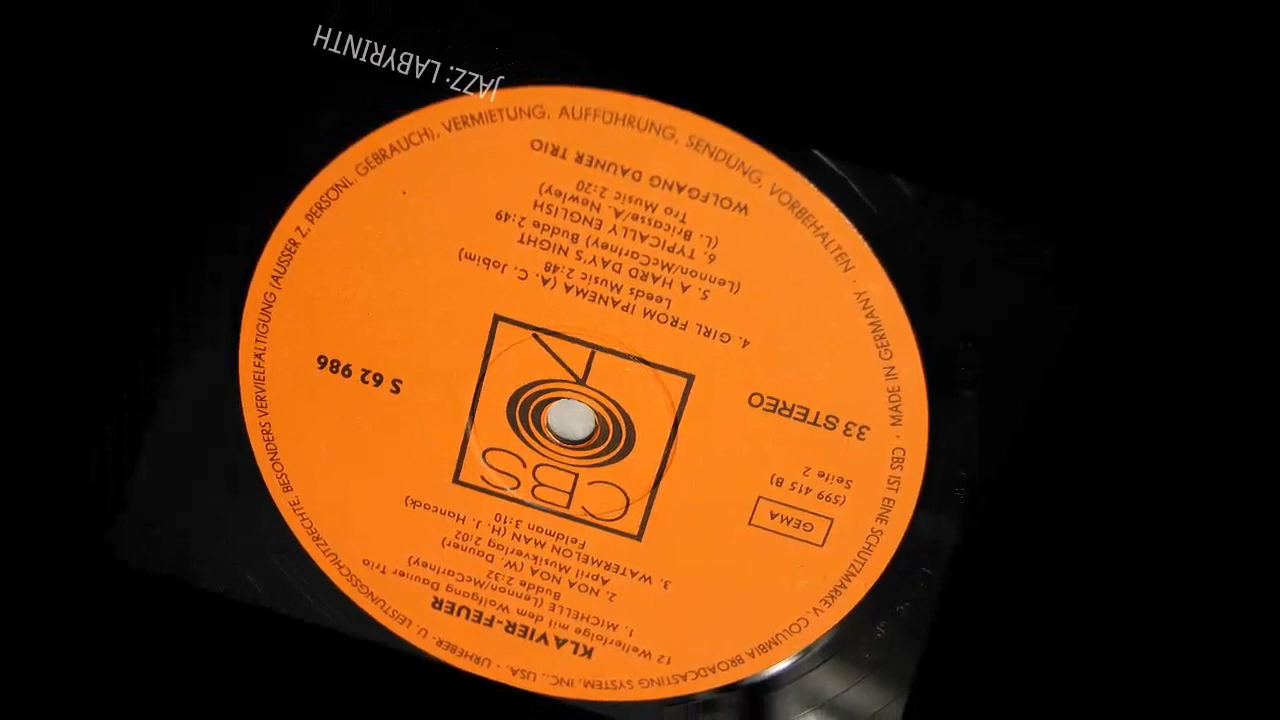 JAZZ: LABYRINTH
KLAVIER-FEUER
12 Welterfolge mit dem Wolfgang Dauner Trio
1. MICHELLE (Lennon/McCartney)
Budde 2:32
2. NOA NOA (W. Dauner)
April Musikverlag 2:02
3. WATERMELON MAN (H. J. Hancock)
Feldman 3:10
CBS
GEMA
(599 415 B)
Seite 2
33 STEREO
S 62 986
4. GIRL FROM IPANEMA (A. C. Jobim)
Leeds Music 2:48
5. A HARD DAY'S NIGHT
(Lennon/McCartney) Budde 2:49
6. TYPICALLY ENGLISH
(L. Bricasse/A. Newley)
Tro Music 2:20
WOLFGANG DAUNER TRIO
CBS IST EINE SCHUTZMARKE V. COLUMBIA BROADCASTING SYSTEM, INC., USA. · URHEBER- U. LEISTUNGSSCHUTZRECHTE, BESONDERS VERVIELFÄLTIGUNG (AUSSER Z. PERSÖNL. GEBRAUCH), VERMIETUNG, AUFFÜHRUNG, SENDUNG, VORBEHALTEN · MADE IN GERMANY ·